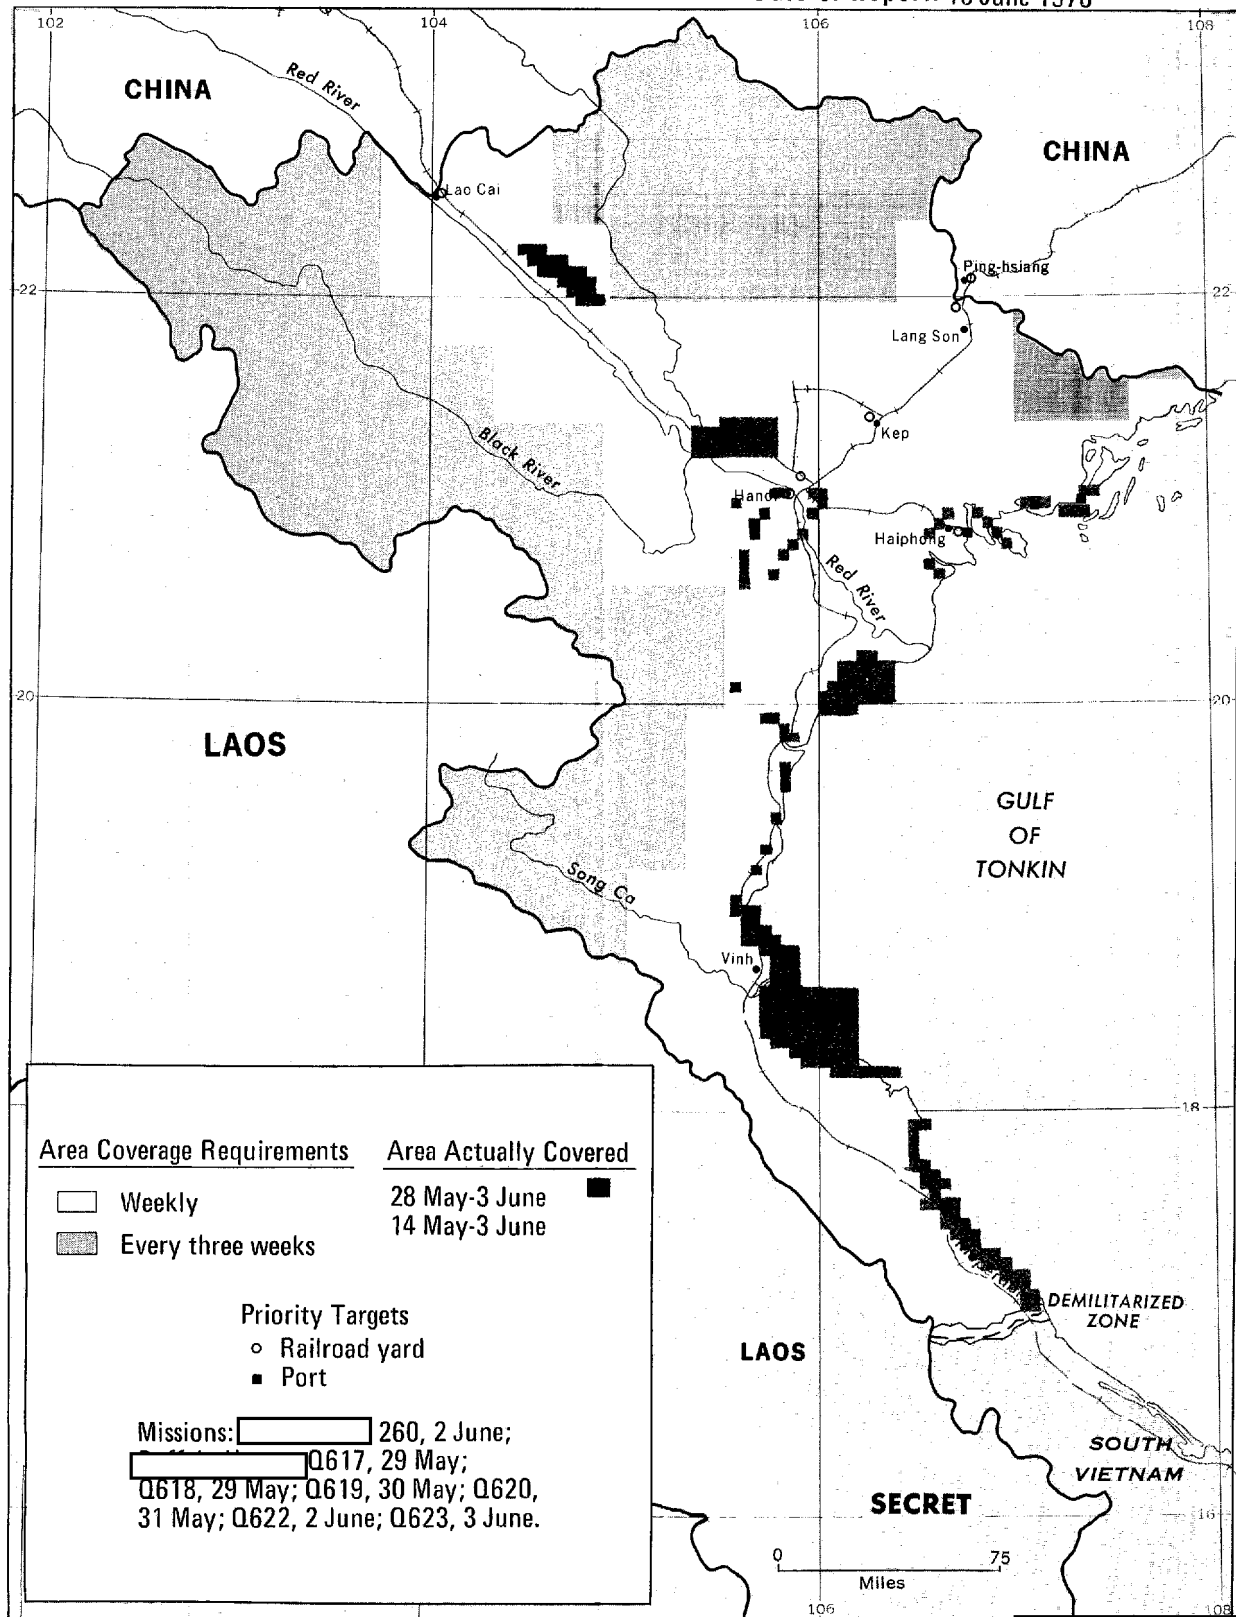 102
104
106
108
CHINA
Red River
CHINA
Lao Cai
Ping-hsiang
22
22
Lang Son
Kep
Black River
Hanoi
Haiphong
Red River
20
20
LAOS
GULF
OF
TONKIN
Song Ca
Vinh
18
Area Coverage Requirements
Weekly
Every three weeks
Area Actually Covered
28 May-3 June
14 May-3 June
Priority Targets
Railroad yard
Port
Missions: 260, 2 June;
Q617, 29 May;
Q618, 29 May; Q619, 30 May; Q620,
31 May; Q622, 2 June; Q623, 3 June.
DEMILITARIZED
ZONE
LAOS
SOUTH
VIETNAM
SECRET
16
0 75
Miles
106
108